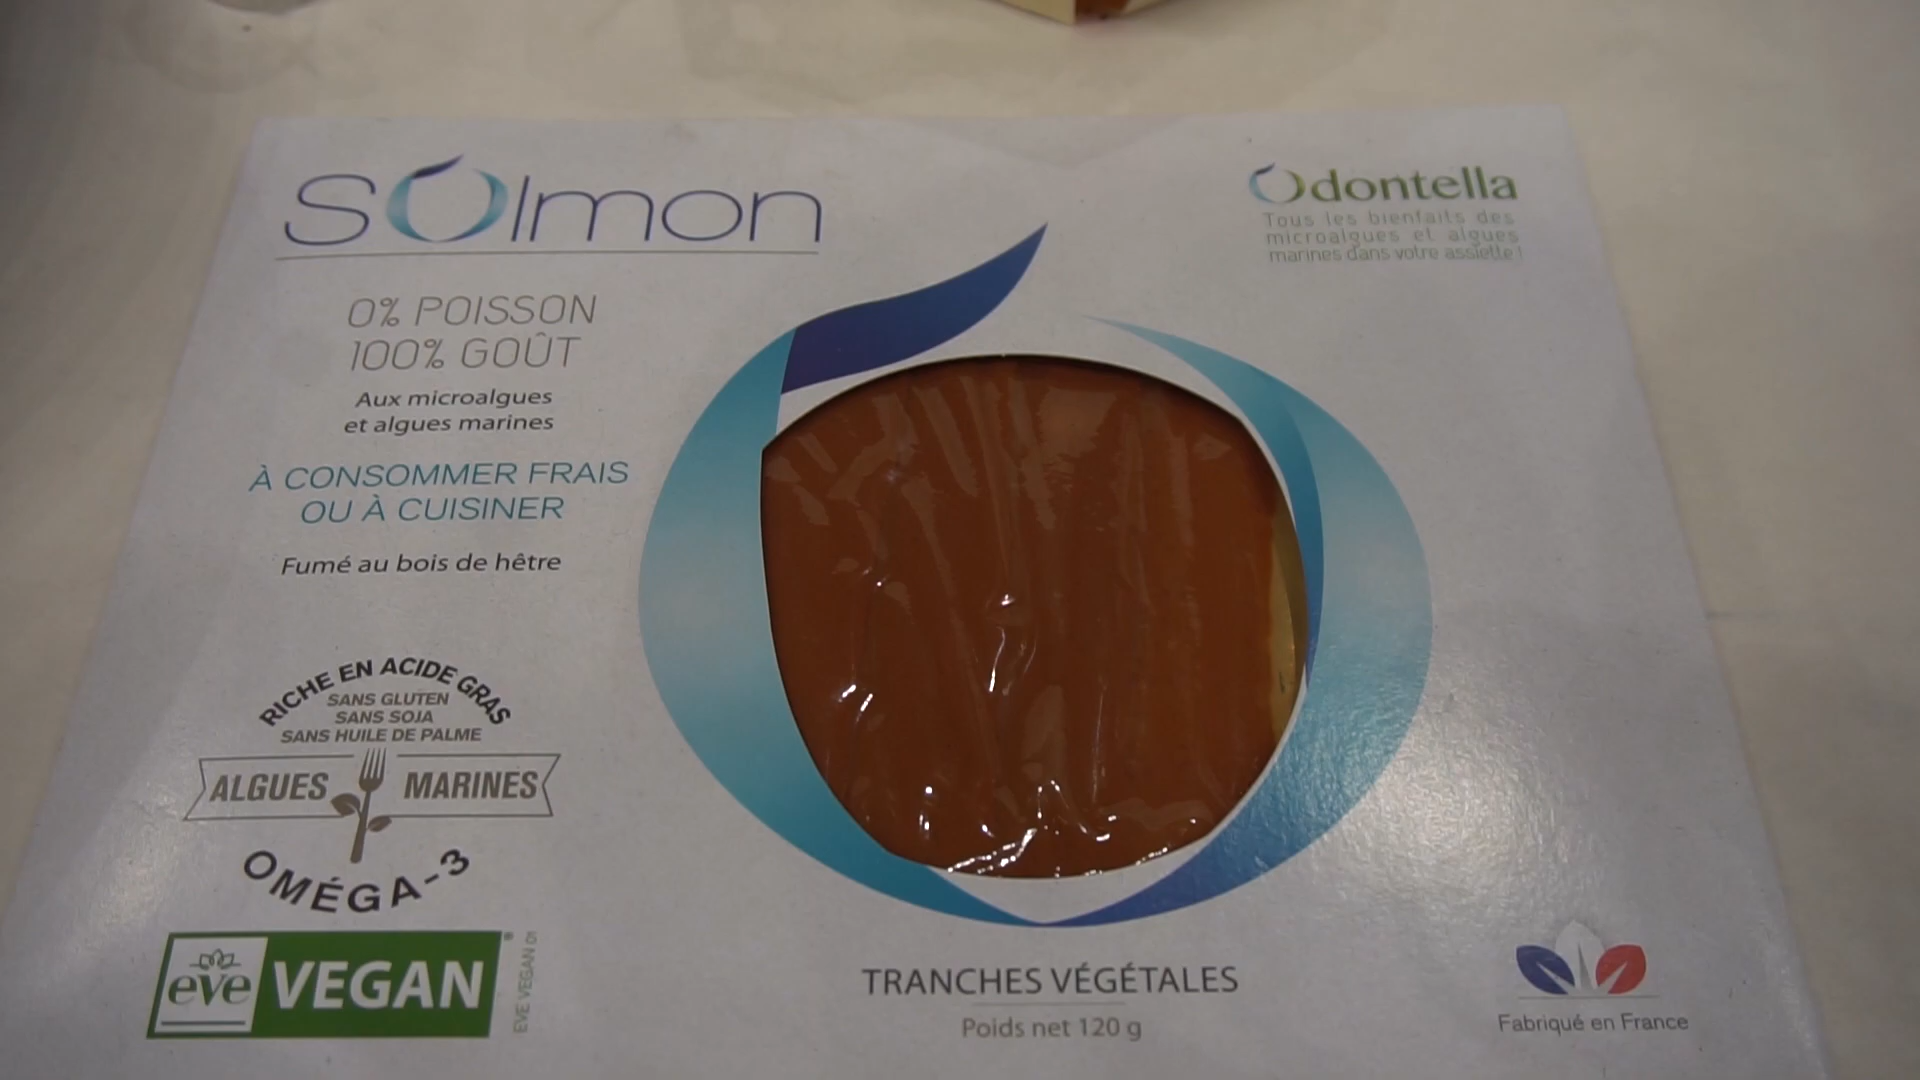 SOlmon
0% POISSON
100% GOÛT
Aux microalgues
et algues marines
À CONSOMMER FRAIS
OU À CUISINER
Fumé au bois de hêtre
RICHE EN ACIDE GRAS
SANS GLUTEN
SANS SOJA
SANS HUILE DE PALME
ALGUES MARINES
OMÉGA-3
eve VEGAN®
EVE VEGAN 01
Odontella
Tous les bienfaits des
microalgues et algues
marines dans votre assiette !
TRANCHES VÉGÉTALES
Poids net 120 g
Fabriqué en France